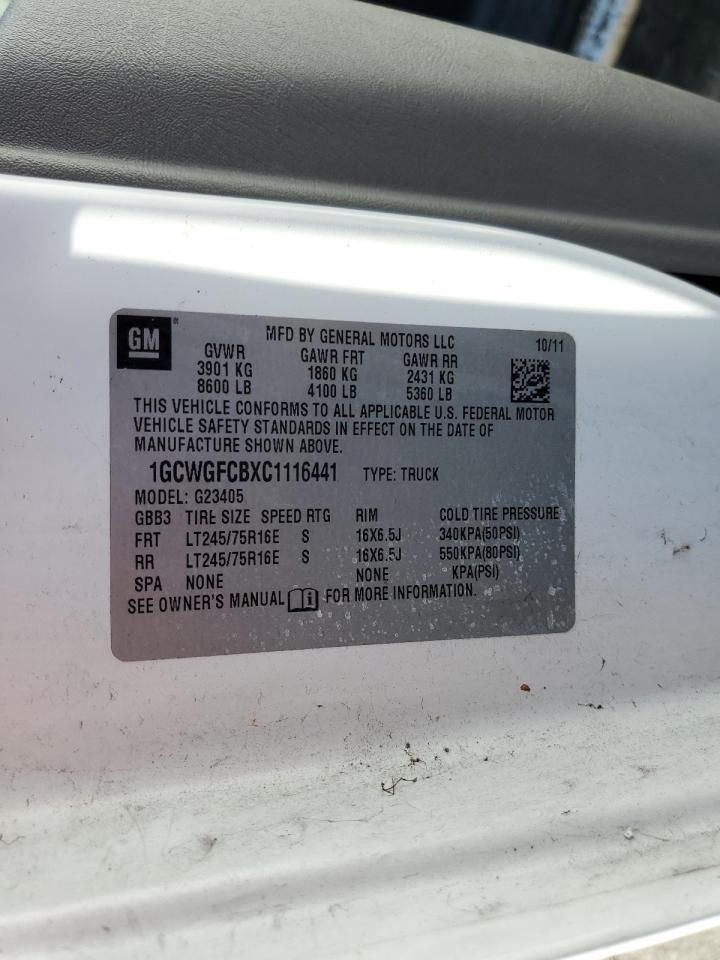 GM
MFD BY GENERAL MOTORS LLC 10/11
GVWR GAWR FRT GAWR RR
3901 KG 1860 KG 2431 KG
8600 LB 4100 LB 5360 LB
THIS VEHICLE CONFORMS TO ALL APPLICABLE U.S. FEDERAL MOTOR
VEHICLE SAFETY STANDARDS IN EFFECT ON THE DATE OF
MANUFACTURE SHOWN ABOVE.
1GCWGFCBXC1116441 TYPE: TRUCK
MODEL: G23405
GBB3 TIRE SIZE SPEED RTG RIM COLD TIRE PRESSURE
FRT LT245/75R16E S 16X6.5J 340KPA(50PSI)
RR LT245/75R16E S 16X6.5J 550KPA(80PSI)
SPA NONE NONE KPA(PSI)
SEE OWNER'S MANUAL i FOR MORE INFORMATION.